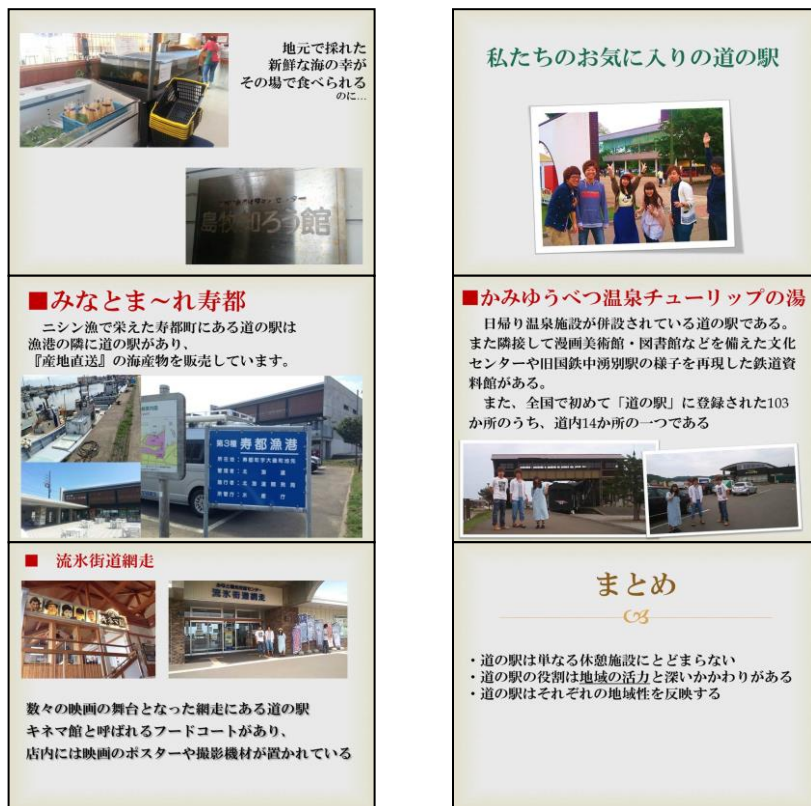 地元で採れた
新鮮な海の幸が
その場で食べられる
のに…
島牧
ろう館
■みなとま～れ寿都
ニシン漁で栄えた寿都町にある道の駅は
漁港の隣に道の駅があり、
『産地直送』の海産物を販売しています。
第3種 寿都漁港
■ 流氷街道網走
流氷街道網走
数々の映画の舞台となった網走にある道の駅
キネマ館と呼ばれるフードコートがあり、
店内には映画のポスターや撮影機材が置かれている
私たちのお気に入りの道の駅
■かみゆうべつ温泉チューリップの湯
日帰り温泉施設が併設されている道の駅である。
また隣接して漫画美術館・図書館などを備えた文化
センターや旧国鉄中湧別駅の様子を再現した鉄道資
料館がある。
また、全国で初めて「道の駅」に登録された103
か所のうち、道内14か所の一つである
まとめ
・道の駅は単なる休憩施設にとどまらない
・道の駅の役割は地域の活力と深いかかわりがある
・道の駅はそれぞれの地域性を反映する